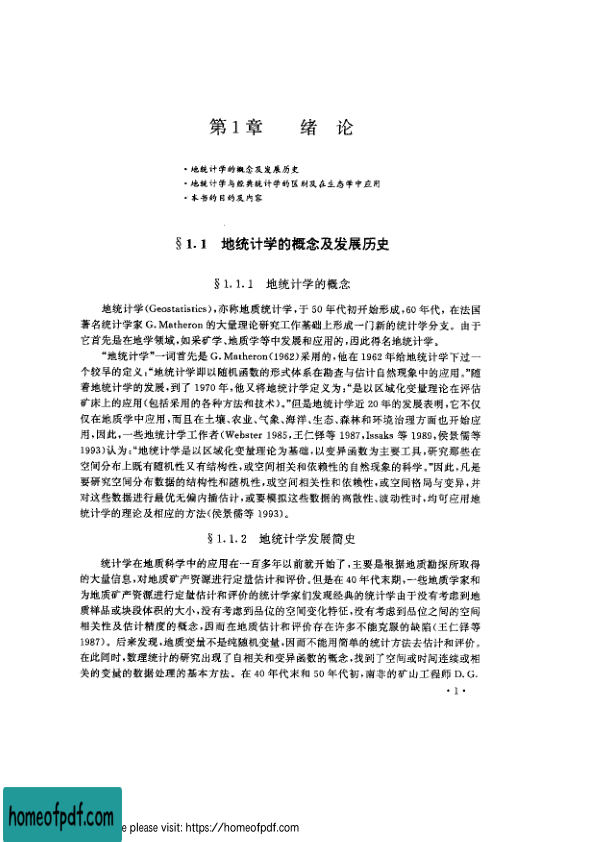 第1章 绪 论
·地统计学的概念及发展历史
·地统计学与经典统计学的区别及在生态学中应用
·本书的目的及内容
§1.1 地统计学的概念及发展历史
§1.1.1 地统计学的概念
地统计学(Geostatistics),亦称地质统计学,于50年代初开始形成,60年代,在法国
著名统计学家G.Matheron的大量理论研究工作基础上形成一门新的统计学分支。由于
它首先是在地学领域,如采矿学、地质学等中发展和应用的,因此得名地统计学。
“地统计学”一词首先是G.Matheron(1962)采用的,他在1962年给地统计学下过一
个较早的定义:“地统计学即以随机函数的形式体系在勘查与估计自然现象中的应用。”随
着地统计学的发展,到了1970年,他又将地统计学定义为:“是以区域化变量理论在评估
矿床上的应用(包括采用的各种方法和技术)。”但是地统计学近20年的发展表明,它不仅
仅在地质学中应用,而且在土壤、农业、气象、海洋、生态、森林和环境治理方面也开始应
用,因此,一些地统计学工作者(Webster 1985,王仁铎等1987,Issaks等1989,侯景儒等
1993)认为:“地统计学是以区域化变量理论为基础,以变异函数为主要工具,研究那些在
空间分布上既有随机性又有结构性,或空间相关和依赖性的自然现象的科学。”因此,凡是
要研究空间分布数据的结构性和随机性,或空间相关性和依赖性,或空间格局与变异,并
对这些数据进行最优无偏内插估计,或要模拟这些数据的离散性、波动性时,均可应用地
统计学的理论及相应的方法(侯景儒等1993)。
§1.1.2 地统计学发展简史
统计学在地质科学中的应用在一百多年以前就开始了,主要是根据地质勘探所取得
的大量信息,对地质矿产资源进行定量估计和评价。但是在40年代末期,一些地质学家和
为地质矿产资源进行定量估计和评价的统计学家们发现经典的统计学由于没有考虑到地
质样品或块段体积的大小,没有考虑到品位的空间变化特征,没有考虑到品位之间的空间
相关性及估计精度的概念,因而在地质估计和评价存在许多不能克服的缺陷(王仁铎等
1987)。后来发现,地质变量不是纯随机变量,因而不能用简单的统计方法去估计和评价。
在此同时,数理统计的研究出现了自相关和变异函数的概念,找到了空间或时间连续或相
关的变量的数据处理的基本方法。在40年代末和50年代初,南非的矿山工程师D.G.
·1·
homeofpdf.com
e please visit: https://homeofpdf.com